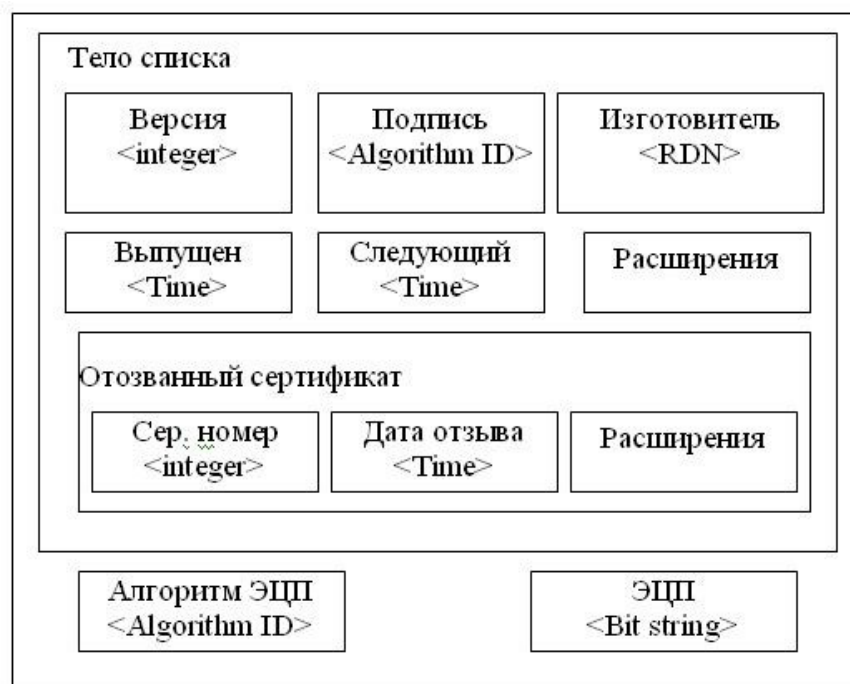 Тело списка
Версия
<integer>
Подпись
<Algorithm ID>
Изготовитель
<RDN>
Выпущен
<Time>
Следующий
<Time>
Расширения
Отозванный сертификат
Сер. номер
<integer>
Дата отзыва
<Time>
Расширения
Алгоритм ЭЦП
<Algorithm ID>
ЭЦП
<Bit string>